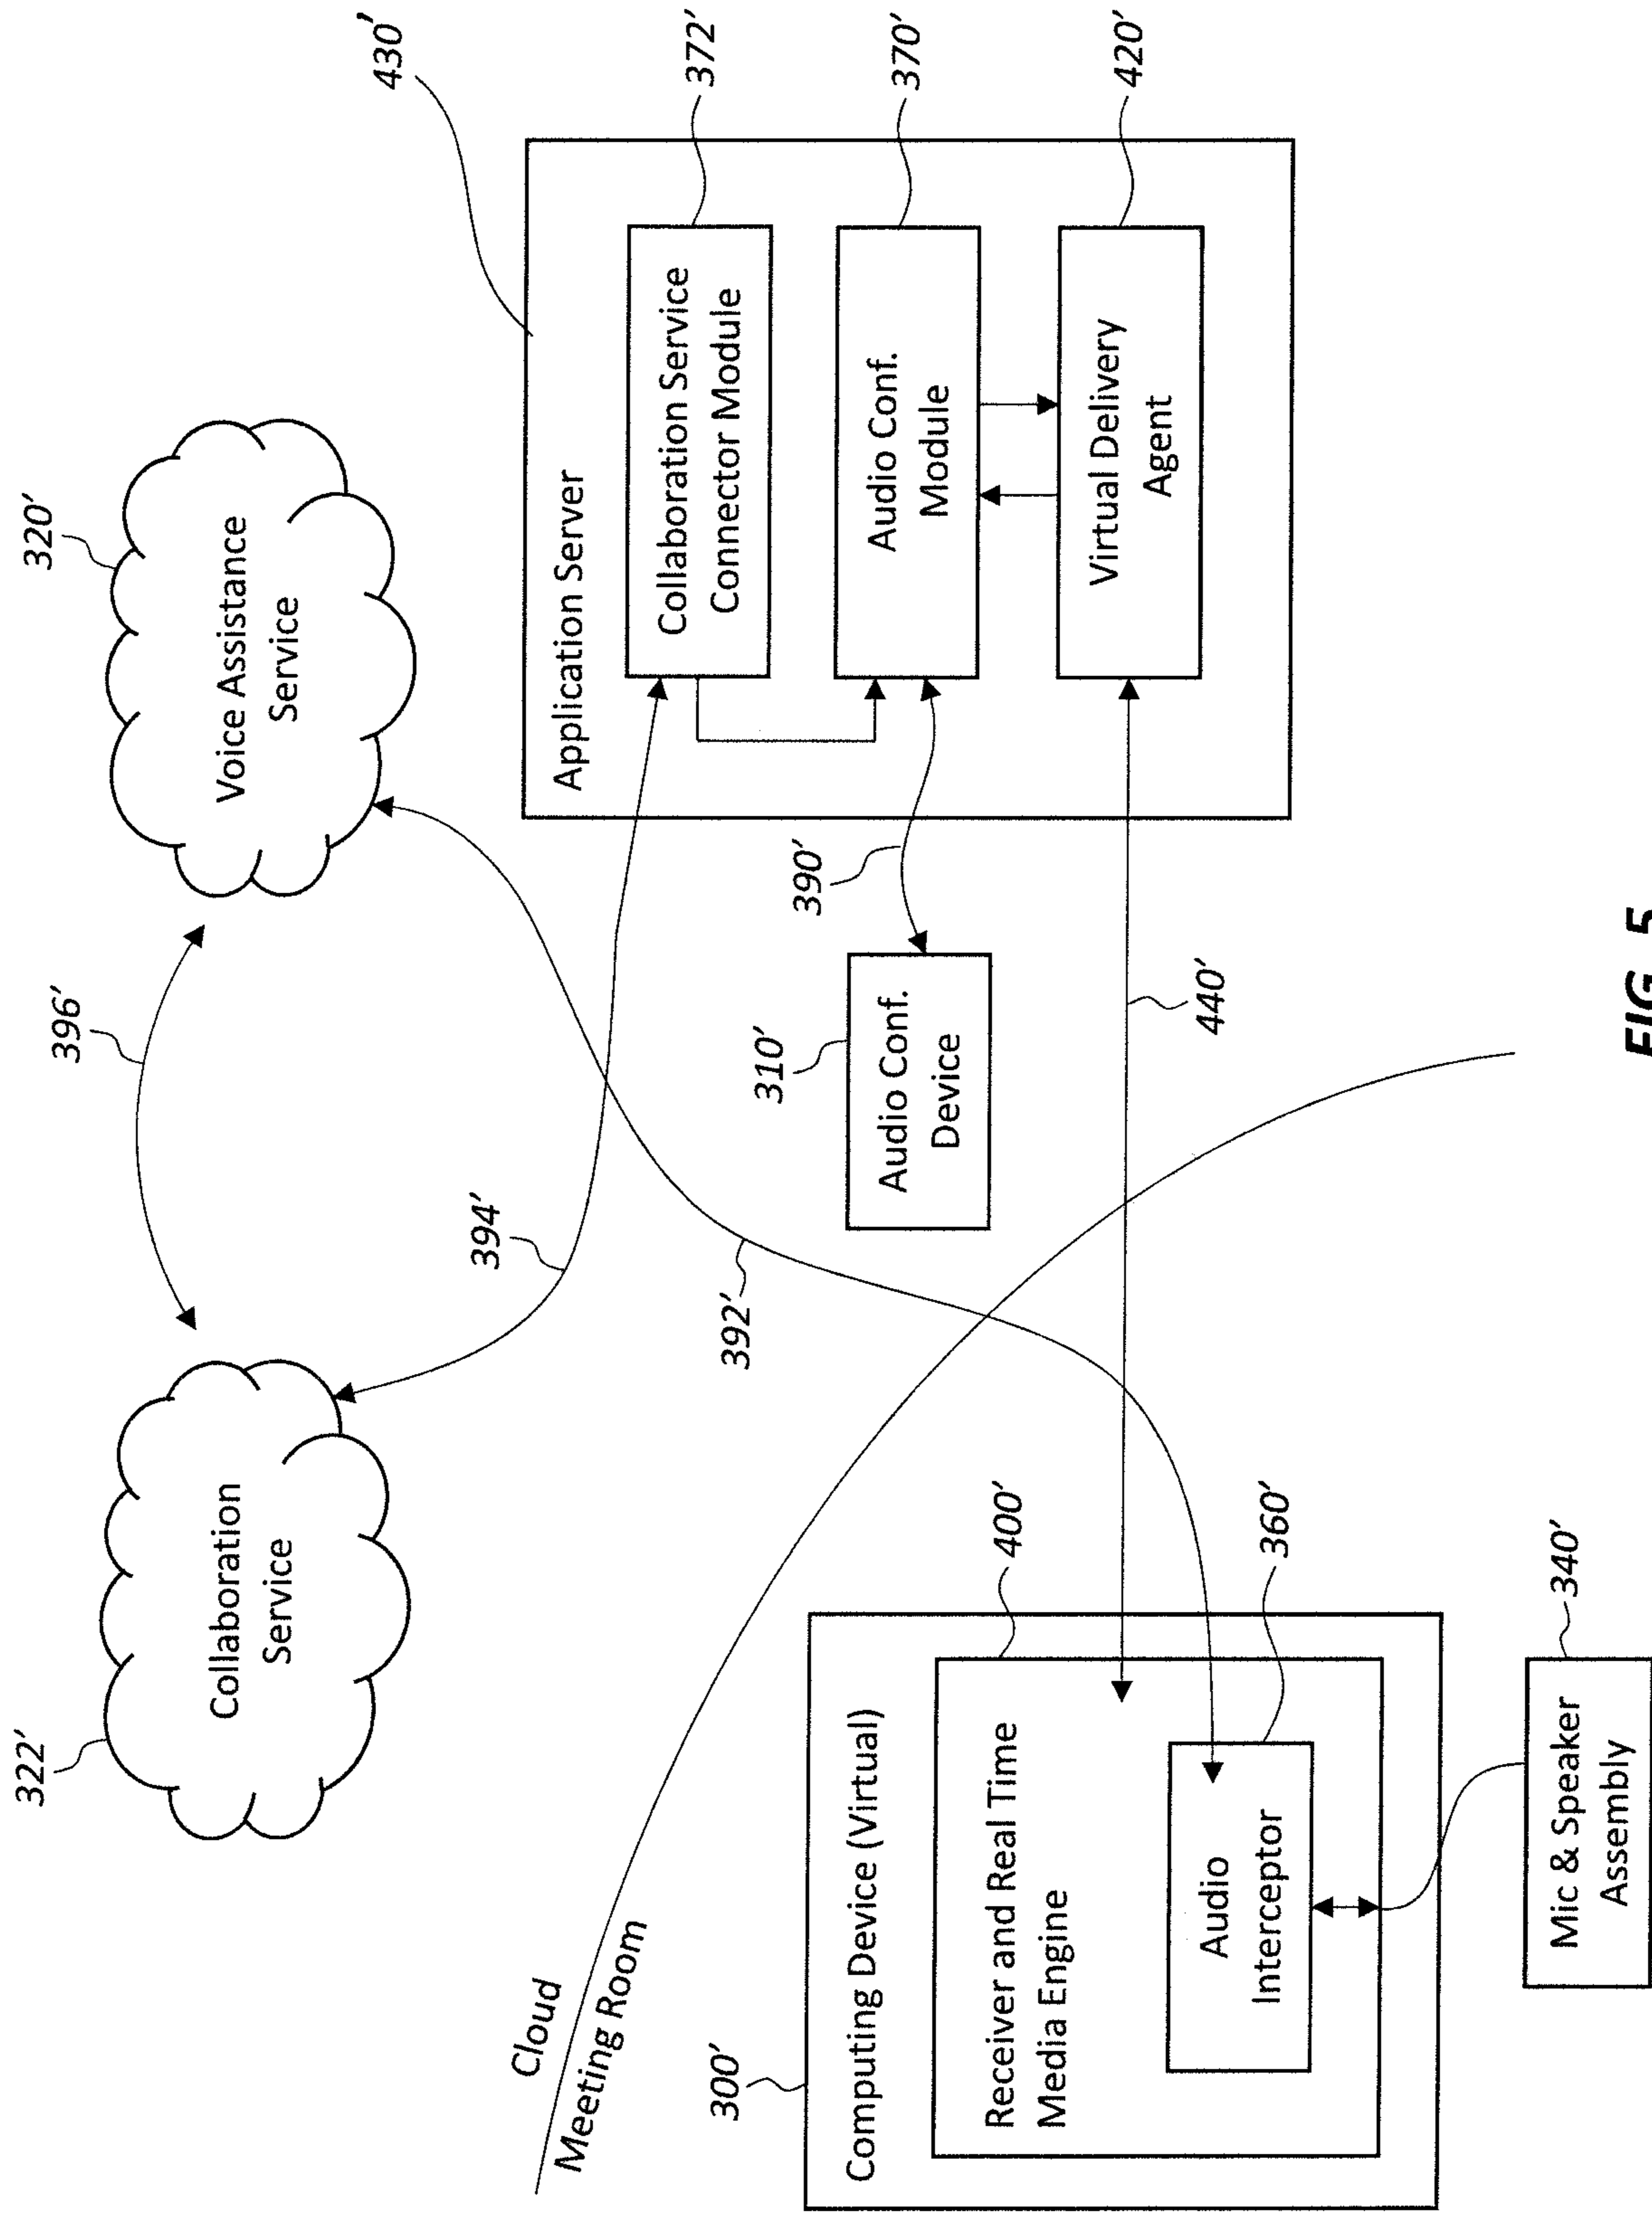 322'
Collaboration
Service
396'
320'
Voice Assistance
Service
394'
392'
430'
Application Server
Collaboration Service
Connector Module
372'
Audio Conf.
Module
370'
Virtual Delivery
Agent
420'
390'
310'
Audio Conf.
Device
440'
Cloud
Meeting Room
300'
Computing Device (Virtual)
400'
Receiver and Real Time
Media Engine
360'
Audio
Interceptor
340'
Mic & Speaker
Assembly
FIG. 5